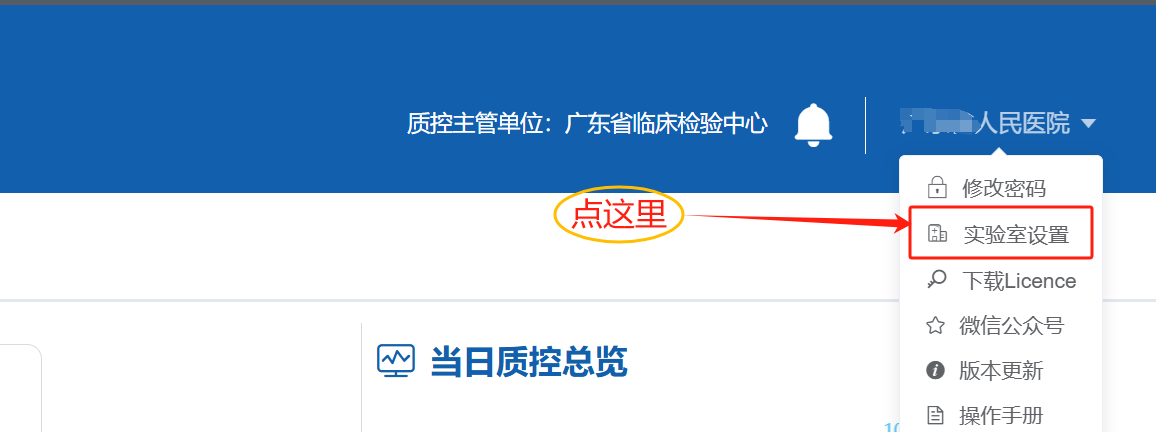 质控主管单位：广东省临床检验中心
人民医院
修改密码
点这里
实验室设置
下载Licence
微信公众号
当日质控总览
版本更新
操作手册